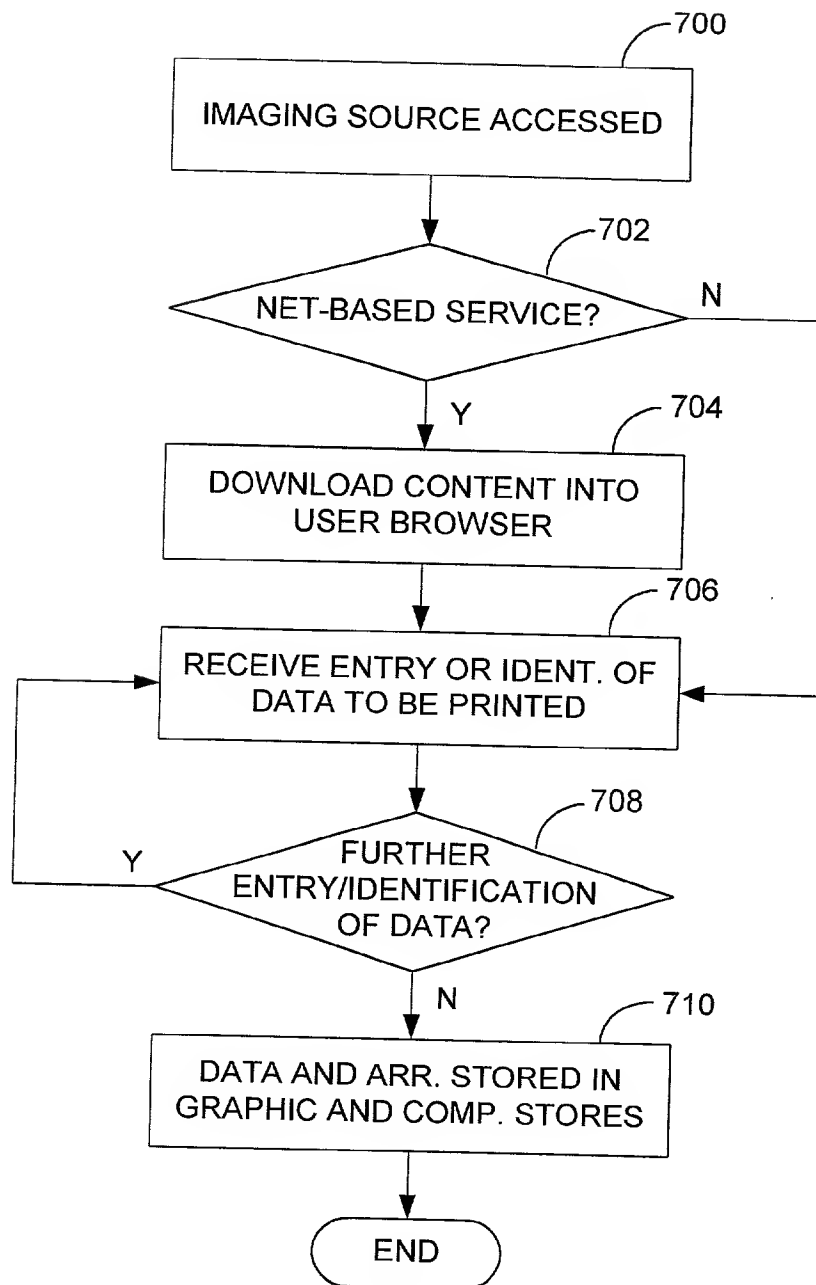 700
IMAGING SOURCE ACCESSED
702
NET-BASED SERVICE?
N
Y
704
DOWNLOAD CONTENT INTO
USER BROWSER
706
RECEIVE ENTRY OR IDENT. OF
DATA TO BE PRINTED
708
Y
FURTHER
ENTRY/IDENTIFICATION
OF DATA?
N
710
DATA AND ARR. STORED IN
GRAPHIC AND COMP. STORES
END